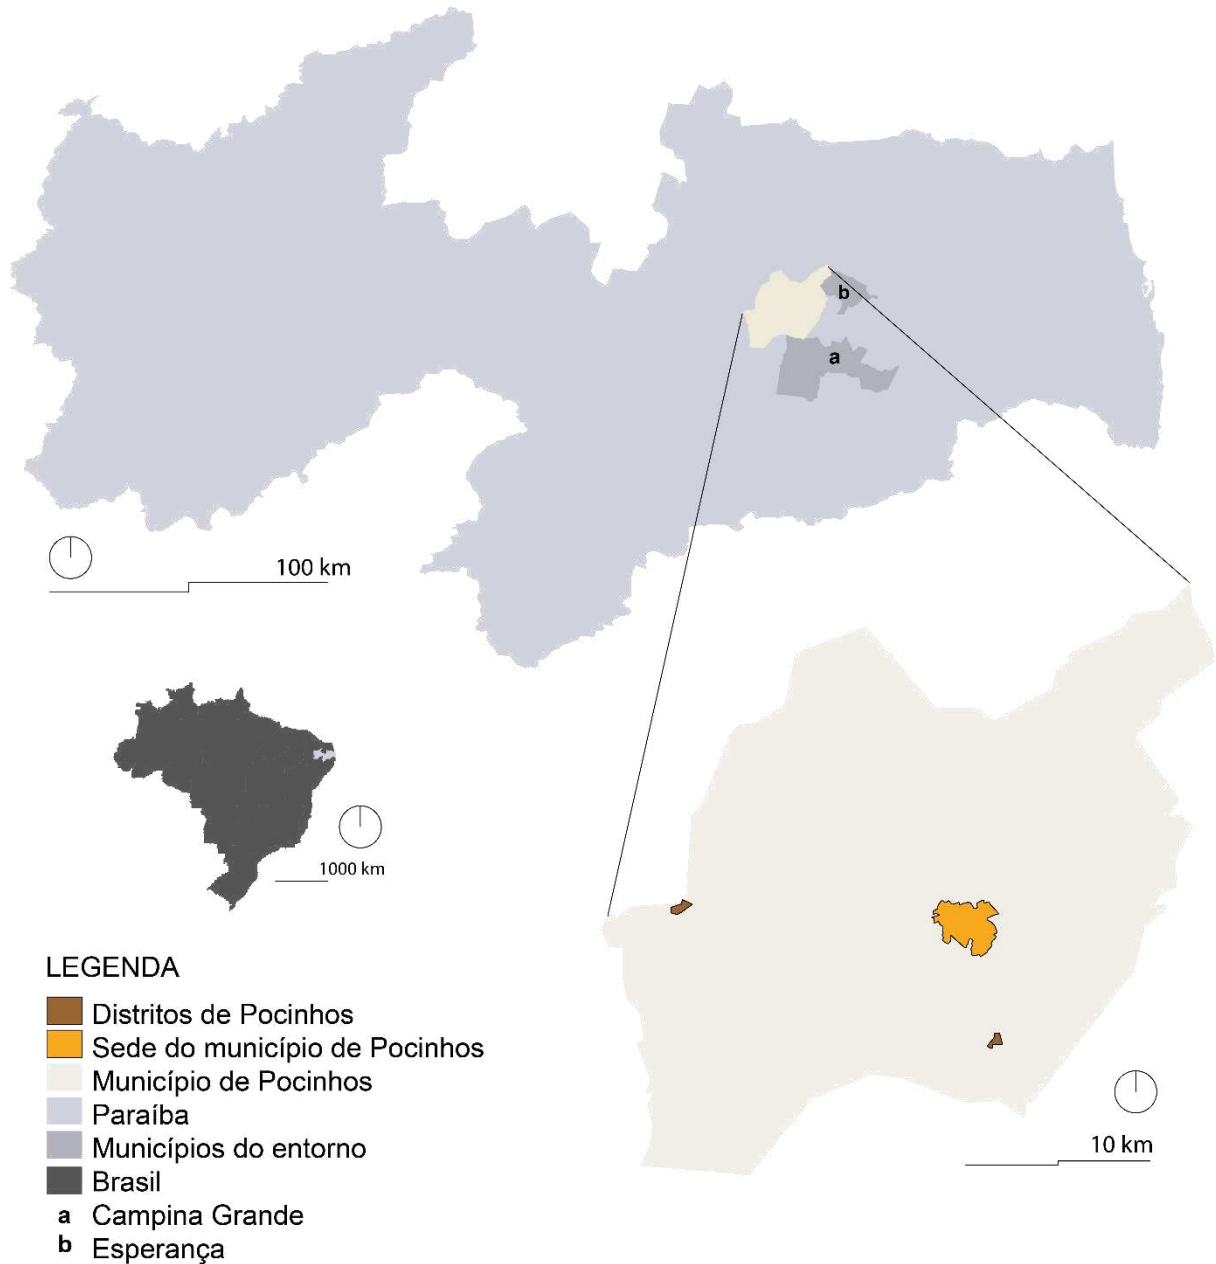 b
a
100 km
1000 km
10 km
LEGENDA
Distritos de Pocinhos
Sede do município de Pocinhos
Município de Pocinhos
Paraíba
Municípios do entorno
Brasil
a Campina Grande
b Esperança